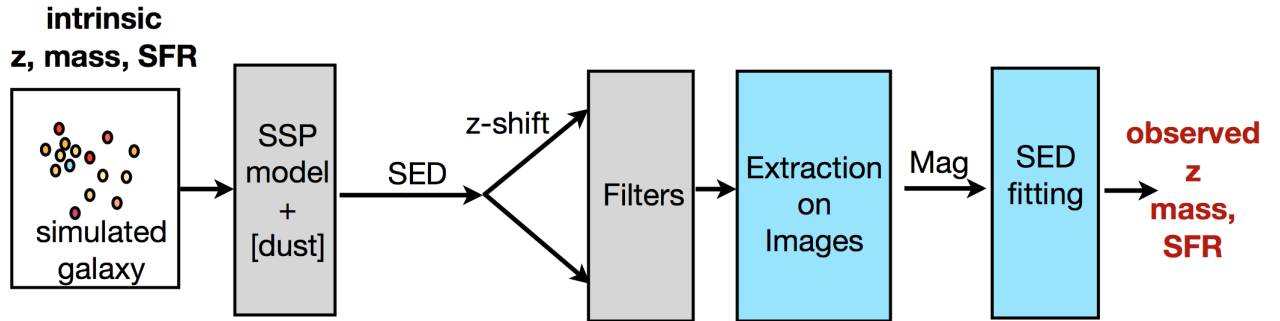 intrinsic
z, mass, SFR
simulated
galaxy
SSP
model
+
[dust]
SED
z-shift
Filters
Extraction
on
Images
Mag
SED
fitting
observed
z
mass,
SFR